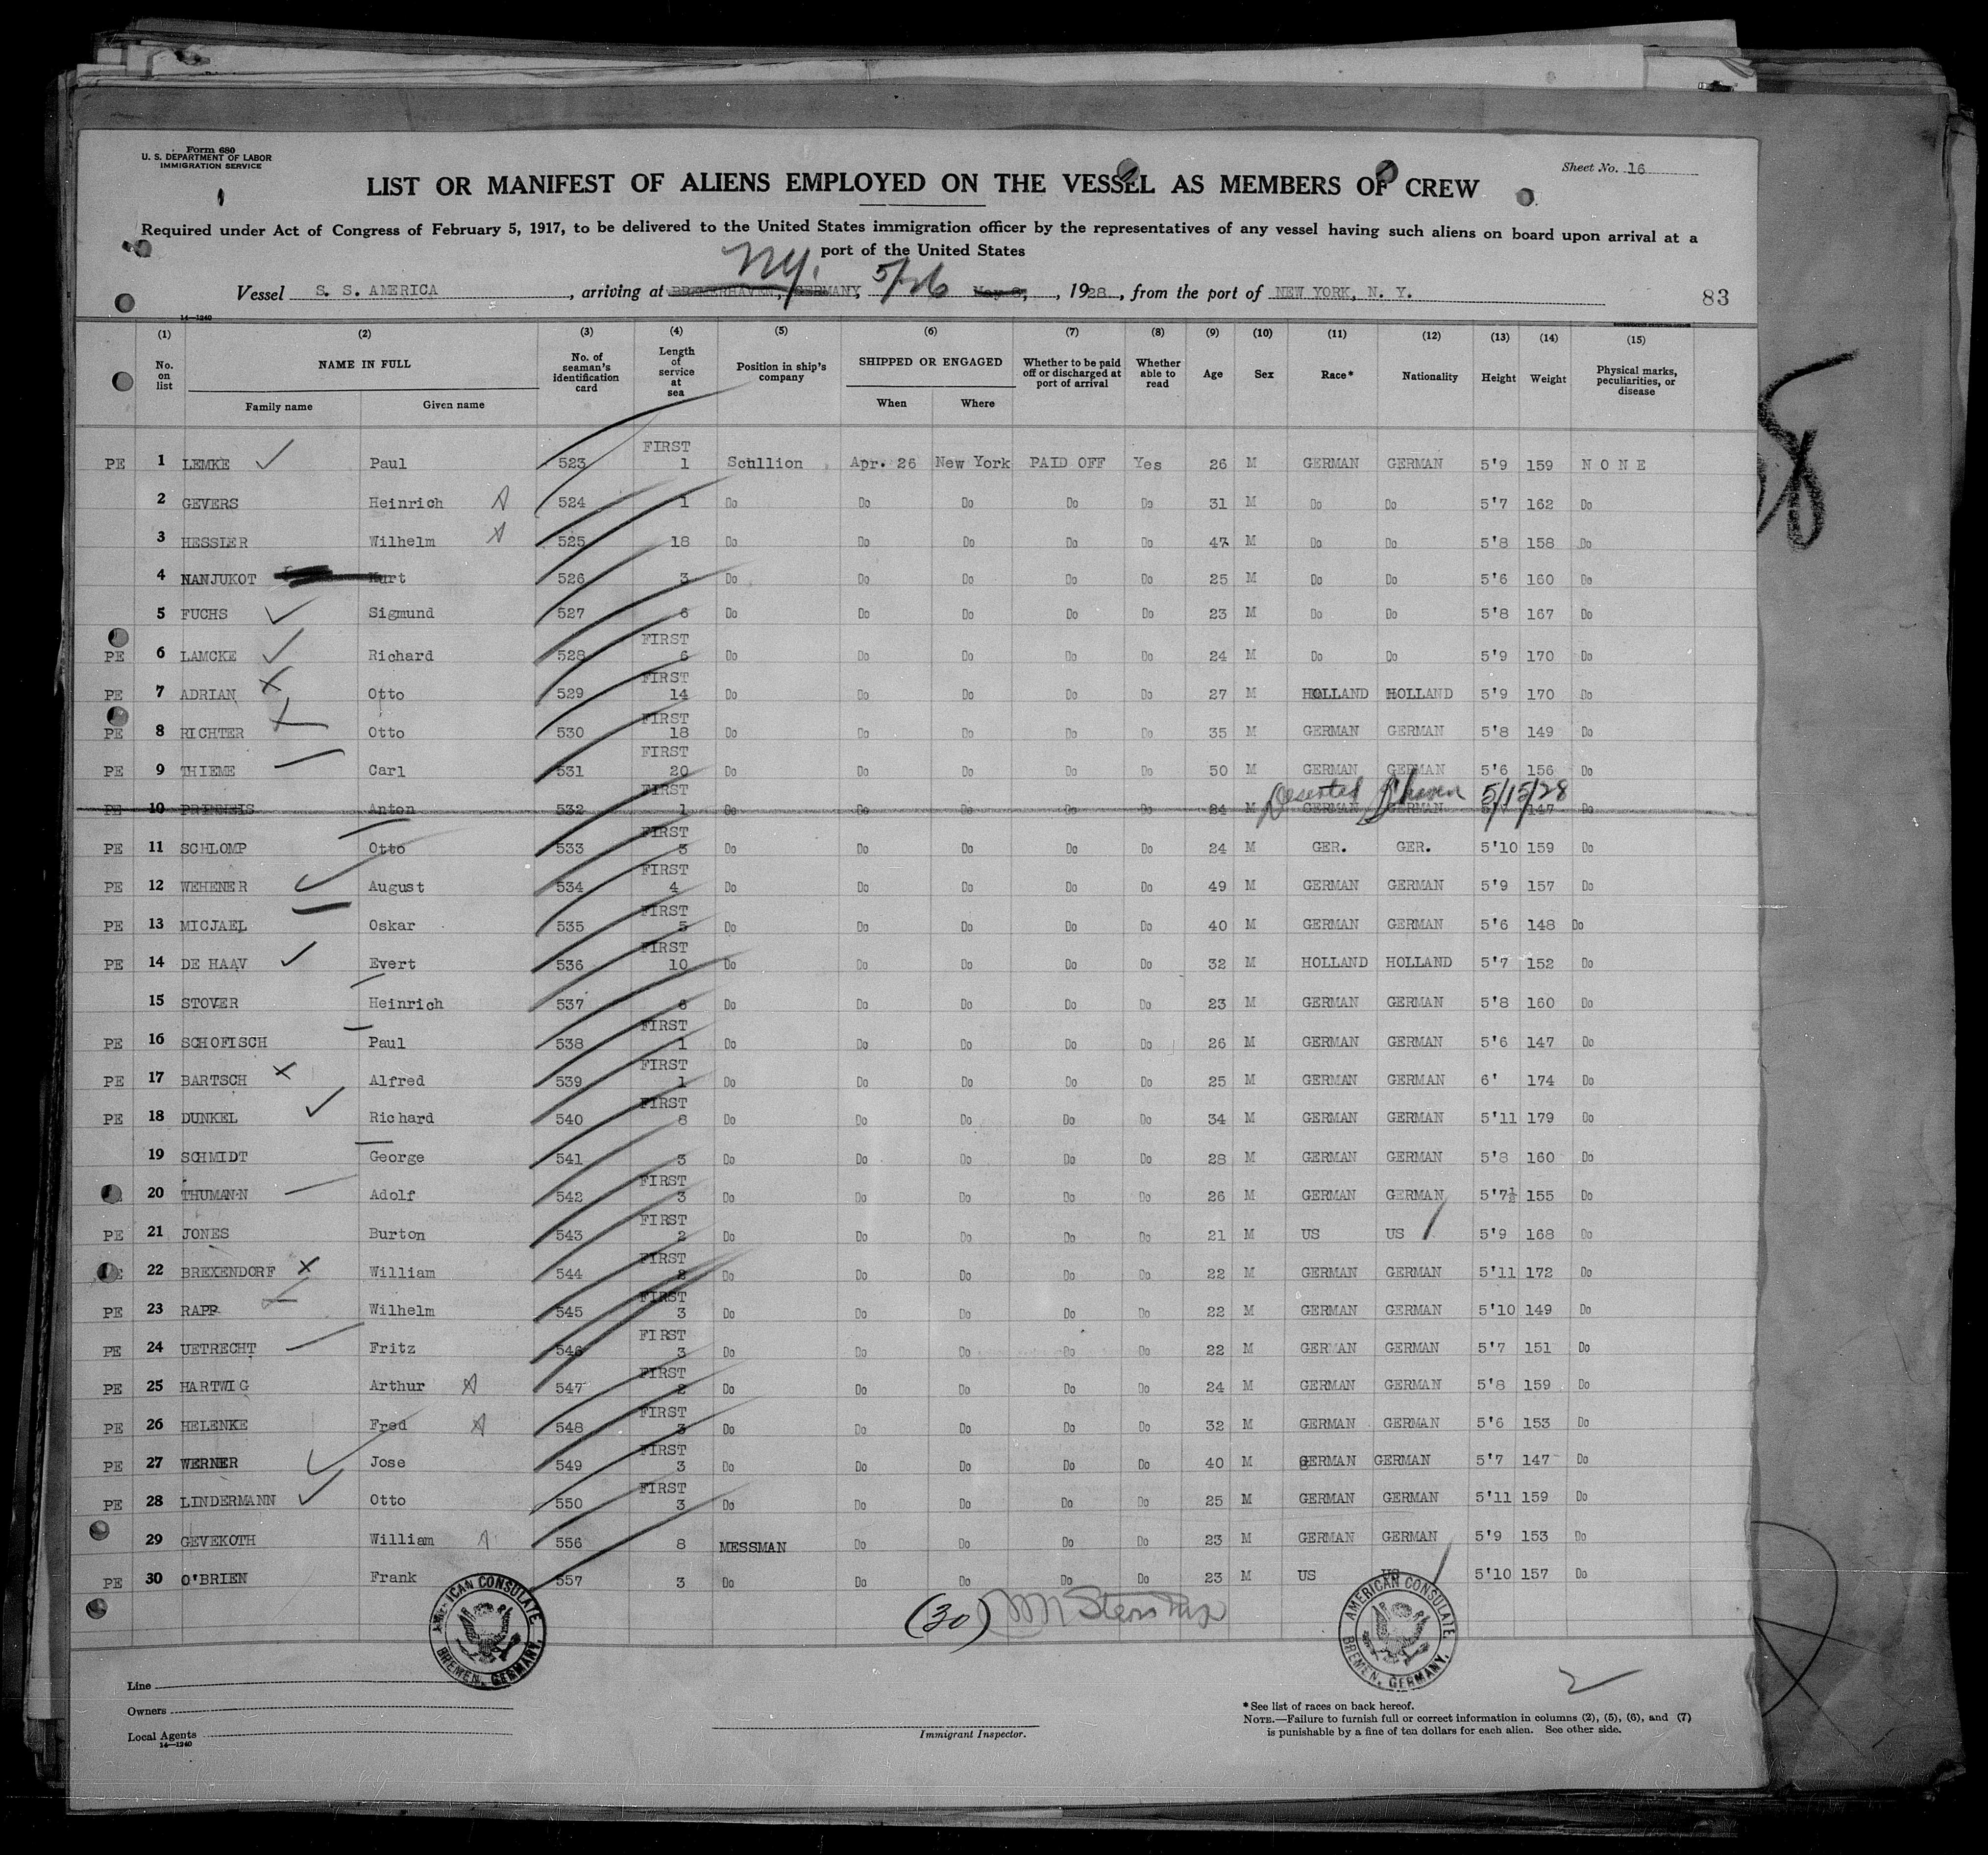 Form 680
U. S. DEPARTMENT OF LABOR
IMMIGRATION SERVICE
Sheet No. 16
LIST OR MANIFEST OF ALIENS EMPLOYED ON THE VESSEL AS MEMBERS OF CREW
Required under Act of Congress of February 5, 1917, to be delivered to the United States immigration officer by the representatives of any vessel having such aliens on board upon arrival at a
port of the United States
N.Y.
Vessel S. S. AMERICA, arriving at BREMERHAVEN, GERMANY, May 8, 1928, from the port of NEW YORK, N. Y.
83
14—1240
(1) (2) (3) (4) (5) (6) (7) (8) (9) (10) (11) (12) (13) (14) (15)
No. on list NAME IN FULL Family name Given name No. of seaman's identification card Length of service at sea Position in ship's company SHIPPED OR ENGAGED When Where Whether to be paid off or discharged at port of arrival Whether able to read Age Sex Race* Nationality Height Weight Physical marks, peculiarities, or disease
PE 1 LEMKE Paul 523 FIRST 1 Scullion Apr. 26 New York PAID OFF Yes 26 M GERMAN GERMAN 5'9 159 N O N E
2 GEVERS Heinrich 524 1 Do Do Do Do Do 31 M Do Do 5'7 162 Do
3 HESSIER Wilhelm 525 18 Do Do Do Do Do 47 M Do Do 5'8 158 Do
4 NANJUKOT Kurt 526 3 Do Do Do Do Do 25 M Do Do 5'6 160 Do
5 FUCHS Sigmund 527 6 Do Do Do Do Do 23 M Do Do 5'8 167 Do
PE 6 LAMCKE Richard 528 FIRST 6 Do Do Do Do Do 24 M Do Do 5'9 170 Do
PE 7 ADRIAN Otto 529 FIRST 14 Do Do Do Do Do 27 M HOLLAND HOLLAND 5'9 170 Do
PE 8 RICHTER Otto 530 FIRST 18 Do Do Do Do Do 35 M GERMAN GERMAN 5'8 149 Do
PE 9 THIEME Carl 531 FIRST 20 Do Do Do Do Do 50 M GERMAN GERMAN 5'6 156 Do
Deserted B'haven 5/15/28
PE 10 Anton 532 FIRST 1 Do Do Do Do Do 24 M GERMAN GERMAN 147 Do
PE 11 SCHLOMP Otto 533 FIRST 3 Do Do Do Do Do 24 M GER. GER. 5'10 159 Do
PE 12 WEHENER August 534 FIRST 4 Do Do Do Do Do 49 M GERMAN GERMAN 5'9 157 Do
PE 13 MICJAEL Oskar 535 FIRST 5 Do Do Do Do Do 40 M GERMAN GERMAN 5'6 148 Do
PE 14 DE HAAV Evert 536 FIRST 10 Do Do Do Do Do 32 M HOLLAND HOLLAND 5'7 152 Do
15 STOVER Heinrich 537 6 Do Do Do Do Do 23 M GERMAN GERMAN 5'8 160 Do
PE 16 SCHOFISCH Paul 538 FIRST 1 Do Do Do Do Do 26 M GERMAN GERMAN 5'6 147 Do
PE 17 BARTSCH Alfred 539 FIRST 1 Do Do Do Do Do 25 M GERMAN GERMAN 6' 174 Do
PE 18 DUNKEL Richard 540 FIRST 8 Do Do Do Do Do 34 M GERMAN GERMAN 5'11 179 Do
19 SCHMIDT George 541 3 Do Do Do Do Do 28 M GERMAN GERMAN 5'8 160 Do
20 THUMANN Adolf 542 FIRST 3 Do Do Do Do Do 26 M GERMAN GERMAN 5'7½ 155 Do
PE 21 JONES Burton 543 FIRST 2 Do Do Do Do Do 21 M US US 5'9 168 Do
22 BREXENDORF William 544 FIRST 2 Do Do Do Do Do 22 M GERMAN GERMAN 5'11 172 Do
PE 23 RAPP Wilhelm 545 FIRST 3 Do Do Do Do Do 22 M GERMAN GERMAN 5'10 149 Do
PE 24 UETRECHT Fritz 546 FIRST 3 Do Do Do Do Do 22 M GERMAN GERMAN 5'7 151 Do
PE 25 HARTWIG Arthur 547 FIRST 2 Do Do Do Do Do 24 M GERMAN GERMAN 5'8 159 Do
PE 26 HELENKE Fred 548 FIRST 3 Do Do Do Do Do 32 M GERMAN GERMAN 5'6 153 Do
PE 27 WERNER Jose 549 FIRST 3 Do Do Do Do Do 40 M GERMAN GERMAN 5'7 147 Do
PE 28 LINDERMANN Otto 550 FIRST 3 Do Do Do Do Do 25 M GERMAN GERMAN 5'11 159 Do
29 GEVEKOTH William 556 8 MESSMAN Do Do Do Do 23 M GERMAN GERMAN 5'9 153 Do
PE 30 O'BRIEN Frank 557 3 Do Do Do Do Do 23 M US US 5'10 157 Do
(30)
AMERICAN CONSULATE, BREMEN, GERMANY.
AMERICAN CONSULATE, BREMEN, GERMANY.
Line
Owners
Local Agents
14—1240
Immigrant Inspector.
*See list of races on back hereof.
NOTE.—Failure to furnish full or correct information in columns (2), (5), (6), and (7)
is punishable by a fine of ten dollars for each alien. See other side.